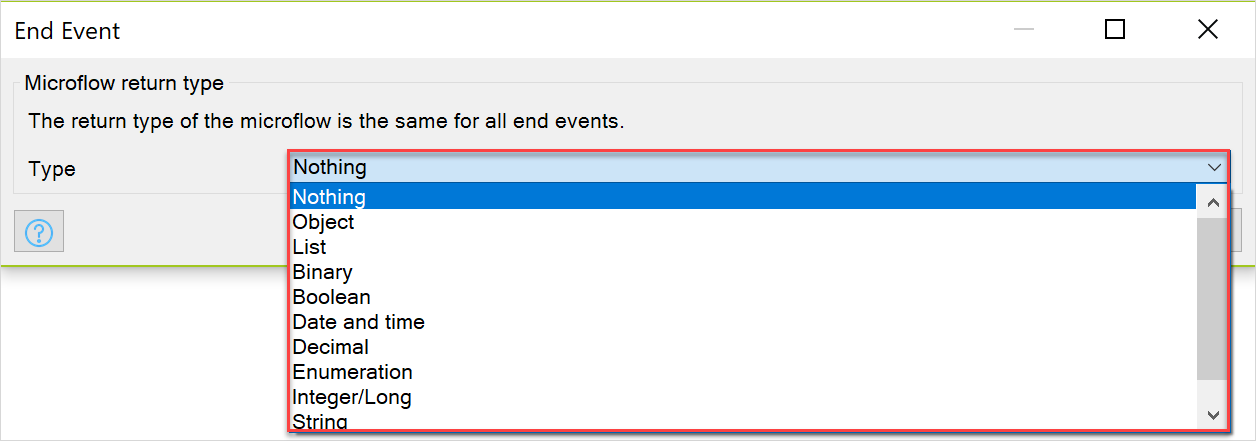 End Event
Microflow return type
The return type of the microflow is the same for all end events.
Type
Nothing
Nothing
Object
List
Binary
Boolean
Date and time
Decimal
Enumeration
Integer/Long
String
?